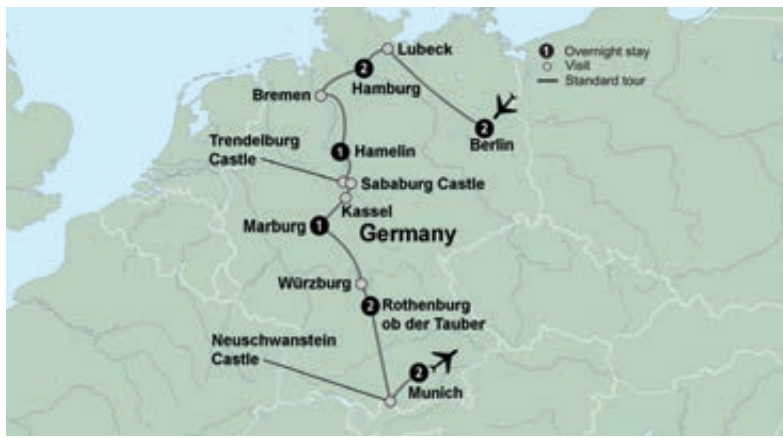 Lubeck
1 Overnight stay
Visit
Standard tour
2
Hamburg
Bremen
2
Berlin
Trendelburg
Castle
1 Hamelin
Sababurg Castle
Kassel
Marburg 1
Germany
Würzburg
2 Rothenburg
ob der Tauber
Neuschwanstein
Castle
2
Munich